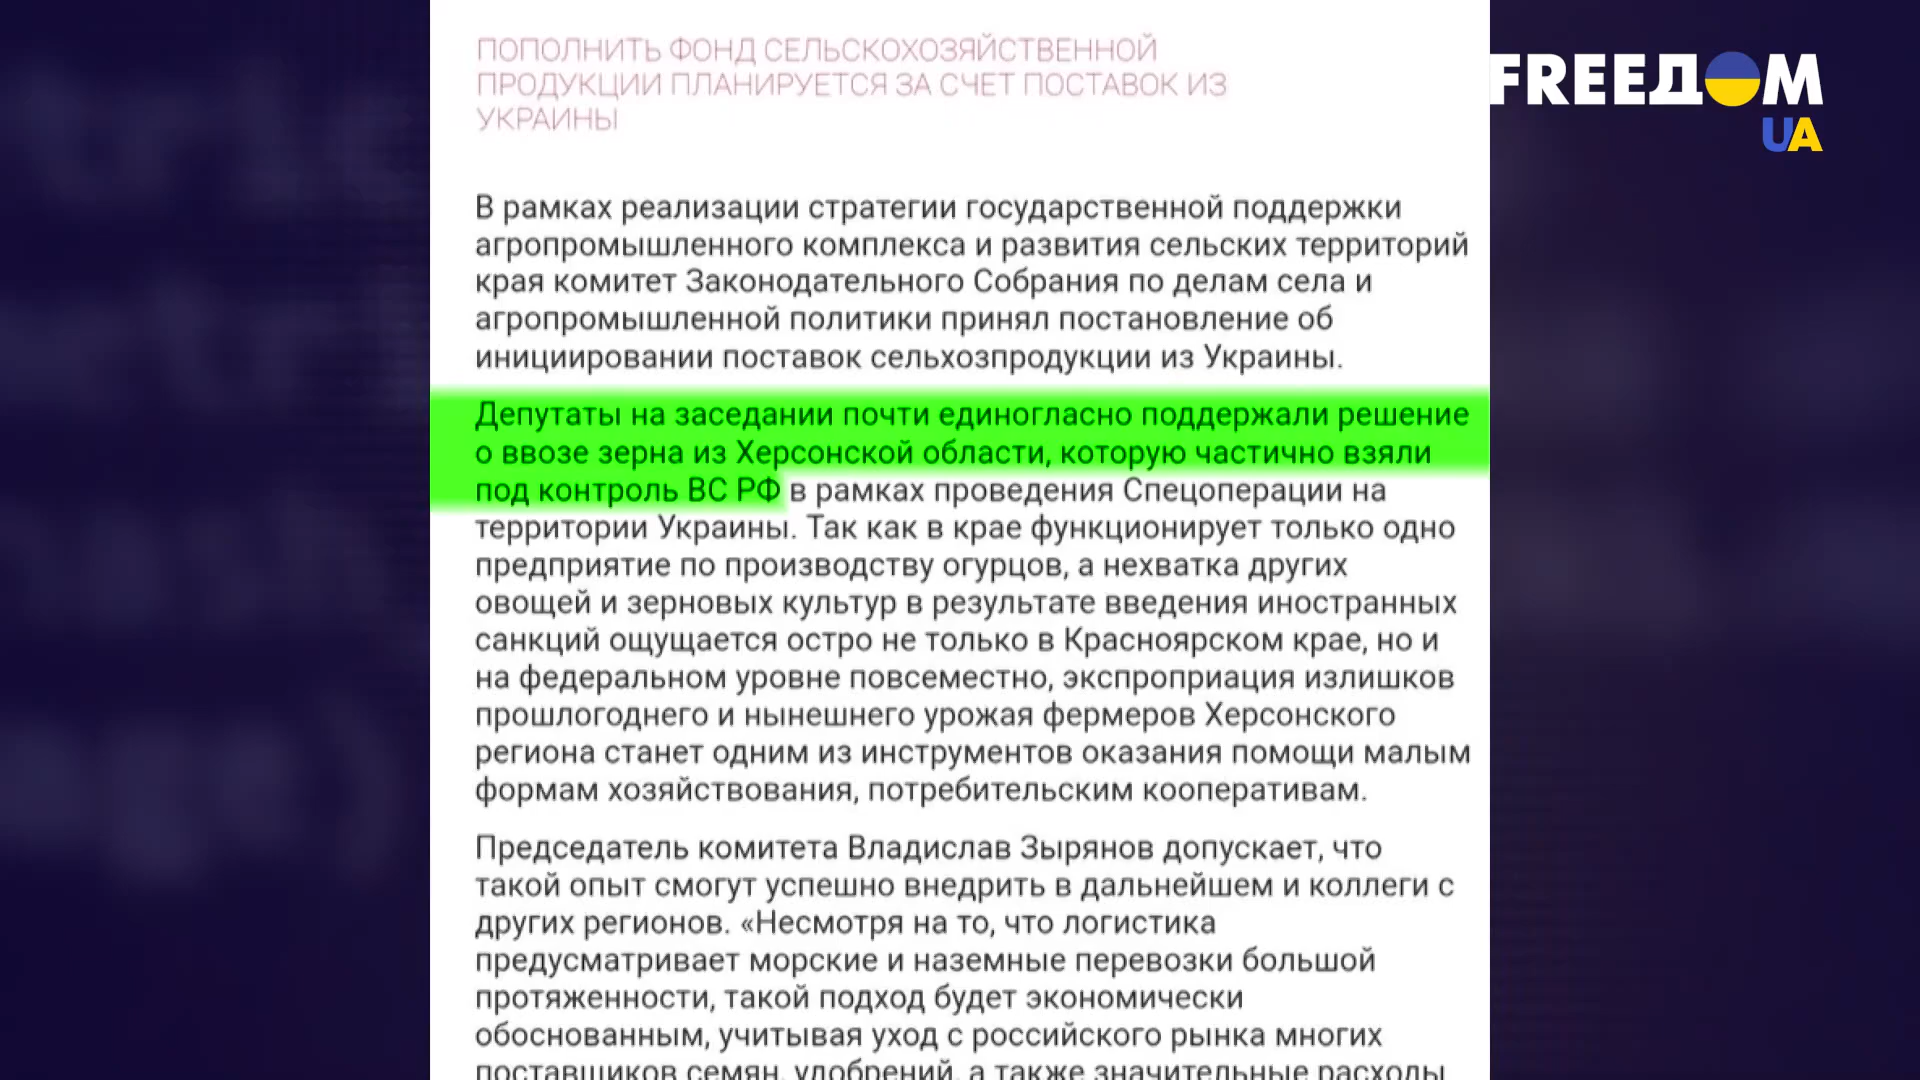 ПОПОЛНИТЬ ФОНД СЕЛЬСКОХОЗЯЙСТВЕННОЙ
ПРОДУКЦИИ ПЛАНИРУЕТСЯ ЗА СЧЕТ ПОСТАВОК ИЗ
УКРАИНЫ
FREEДОМ
UA
В рамках реализации стратегии государственной поддержки
агропромышленного комплекса и развития сельских территорий
края комитет Законодательного Собрания по делам села и
агропромышленной политики принял постановление об
инициировании поставок сельхозпродукции из Украины.
Депутаты на заседании почти единогласно поддержали решение
о ввозе зерна из Херсонской области, которую частично взяли
под контроль ВС РФ в рамках проведения Спецоперации на
территории Украины. Так как в крае функционирует только одно
предприятие по производству огурцов, а нехватка других
овощей и зерновых культур в результате введения иностранных
санкций ощущается остро не только в Красноярском крае, но и
на федеральном уровне повсеместно, экспроприация излишков
прошлогоднего и нынешнего урожая фермеров Херсонского
региона станет одним из инструментов оказания помощи малым
формам хозяйствования, потребительским кооперативам.
Председатель комитета Владислав Зырянов допускает, что
такой опыт смогут успешно внедрить в дальнейшем и коллеги с
других регионов. «Несмотря на то, что логистика
предусматривает морские и наземные перевозки большой
протяженности, такой подход будет экономически
обоснованным, учитывая уход с российского рынка многих
поставщиков семян, удобрений, а также значительные расходы